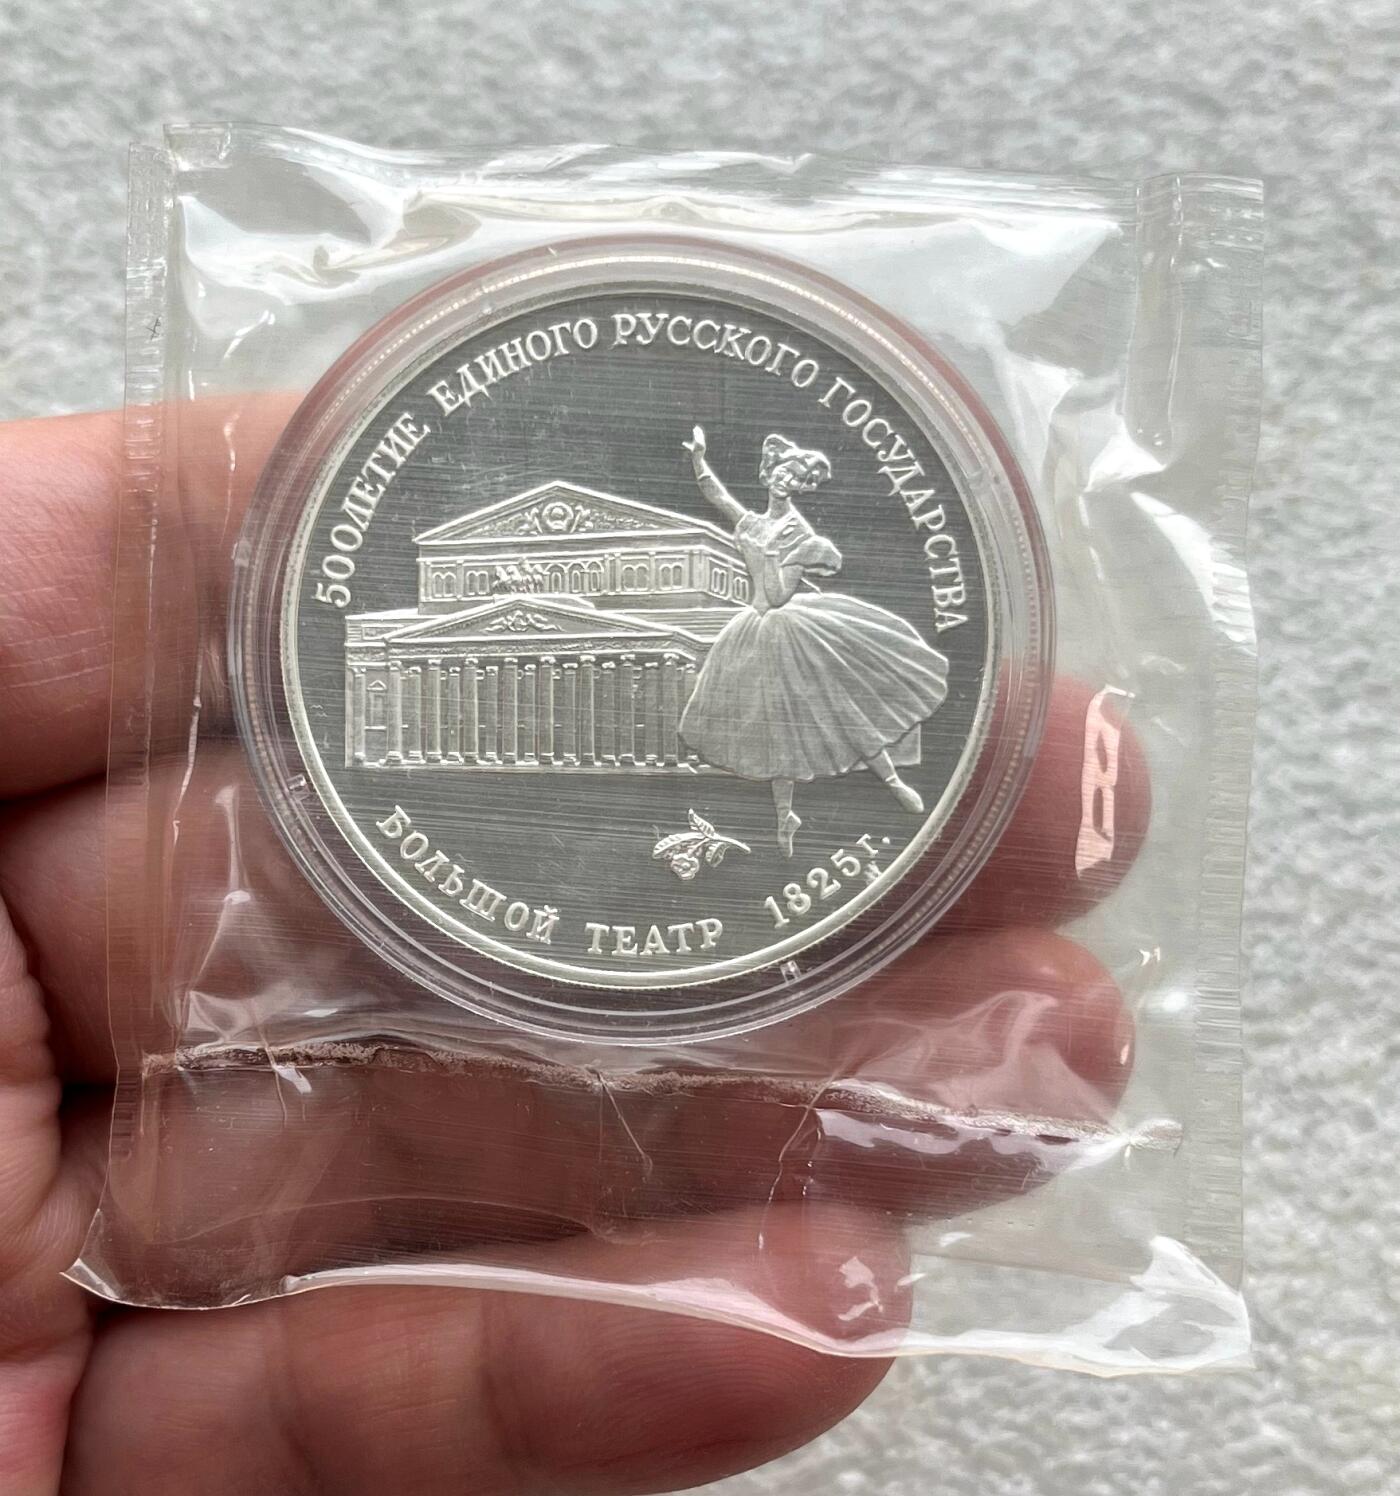 500ЛЕТИЕ ЕДИНОГО РУССКОГО ГОСУДАРСТВА
БОЛЬШОЙ ТЕАТР 1825г.